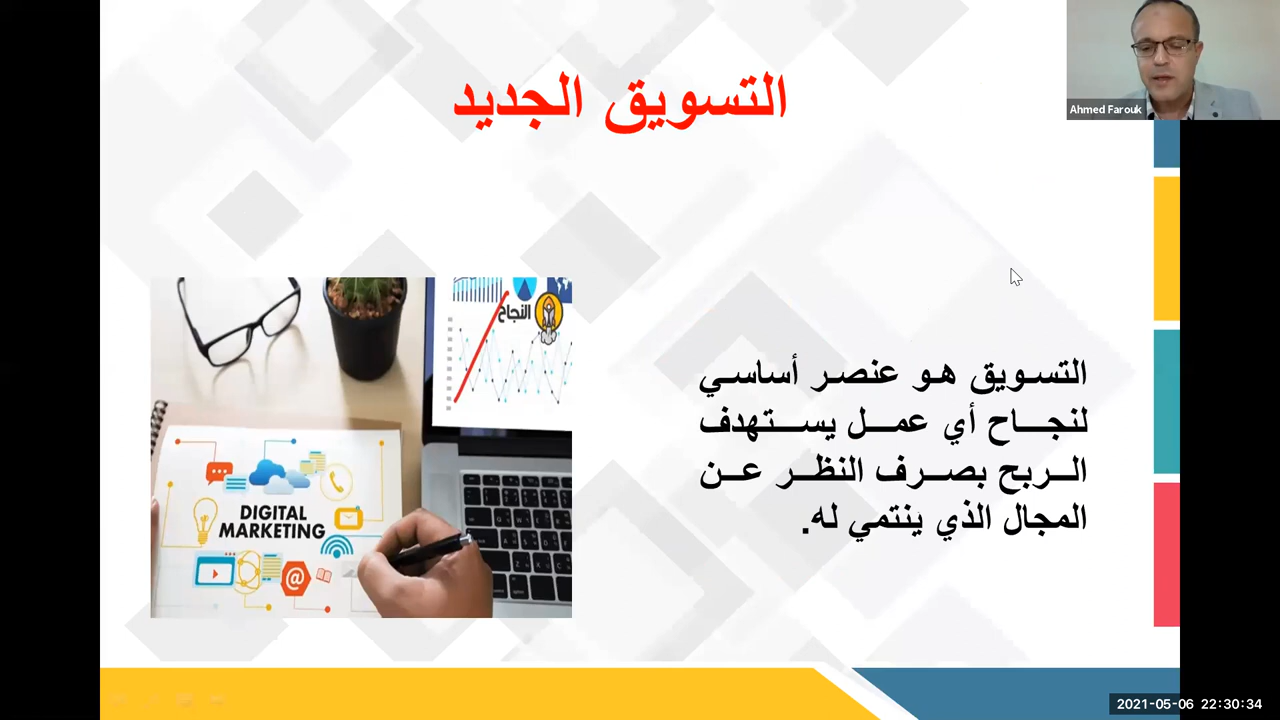 Ahmed Farouk
التسويق الجديد
النجاح
التسويق هو عنصر أساسي
لنجاح أي عمل يستهدف
الربح بصرف النظر عن
المجال الذي ينتمي له.
DIGITAL
MARKETING
@
2021-05-06 22:30:34